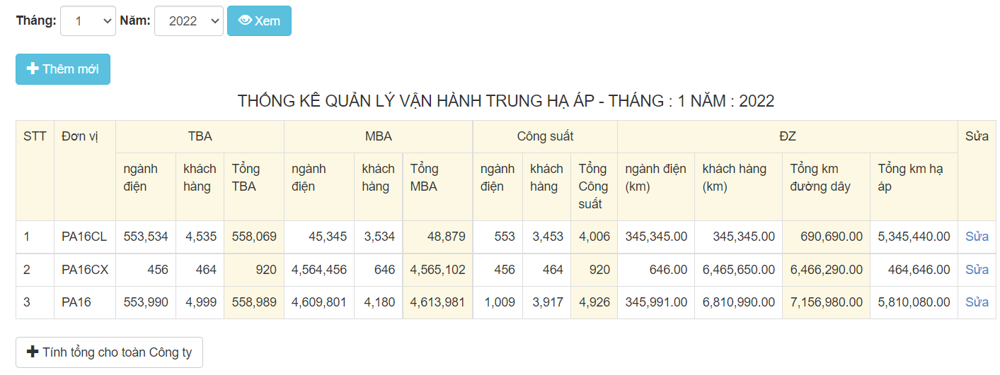 Tháng: 1 Năm: 2022 Xem
Thêm mới
THỐNG KÊ QUẢN LÝ VẬN HÀNH TRUNG HẠ ÁP - THÁNG : 1 NĂM : 2022
STT Đơn vị TBA MBA Công suất ĐZ Sửa
ngành điện khách hàng Tổng TBA ngành điện khách hàng Tổng MBA ngành điện khách hàng Tổng Công suất ngành điện (km) khách hàng (km) Tổng km đường dây Tổng km hạ áp
1 PA16CL 553,534 4,535 558,069 45,345 3,534 48,879 553 3,453 4,006 345,345.00 345,345.00 690,690.00 5,345,440.00 Sửa
2 PA16CX 456 464 920 4,564,456 646 4,565,102 456 464 920 646.00 6,465,650.00 6,466,290.00 464,646.00 Sửa
3 PA16 553,990 4,999 558,989 4,609,801 4,180 4,613,981 1,009 3,917 4,926 345,991.00 6,810,990.00 7,156,980.00 5,810,080.00 Sửa
Tính tổng cho toàn Công ty